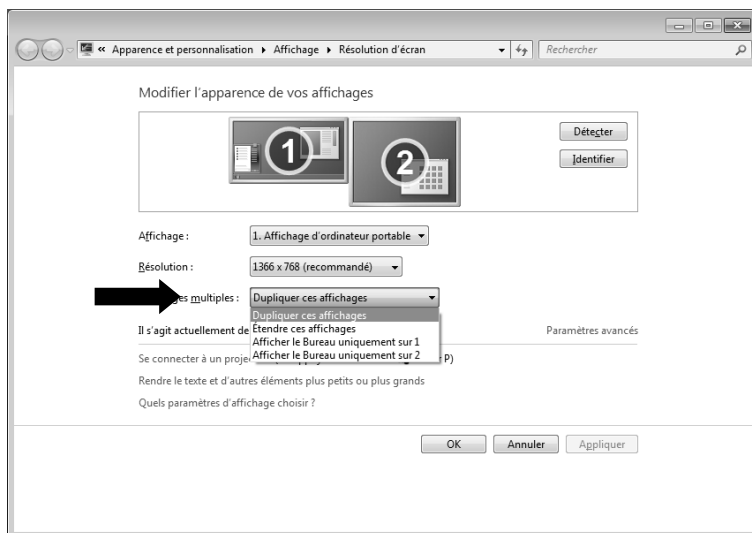 « Apparence et personnalisation ▸ Affichage ▸ Résolution d'écran
Rechercher
Modifier l'apparence de vos affichages
1
2
Détecter
Identifier
Affichage :
1. Affichage d'ordinateur portable
Résolution :
1366 x 768 (recommandé)
multiples :
Dupliquer ces affichages
Dupliquer ces affichages
Étendre ces affichages
Afficher le Bureau uniquement sur 1
Afficher le Bureau uniquement sur 2
Il s'agit actuellement de
Paramètres avancés
Se connecter à un P)
Rendre le texte et d'autres éléments plus petits ou plus grands
Quels paramètres d'affichage choisir ?
OK
Annuler
Appliquer